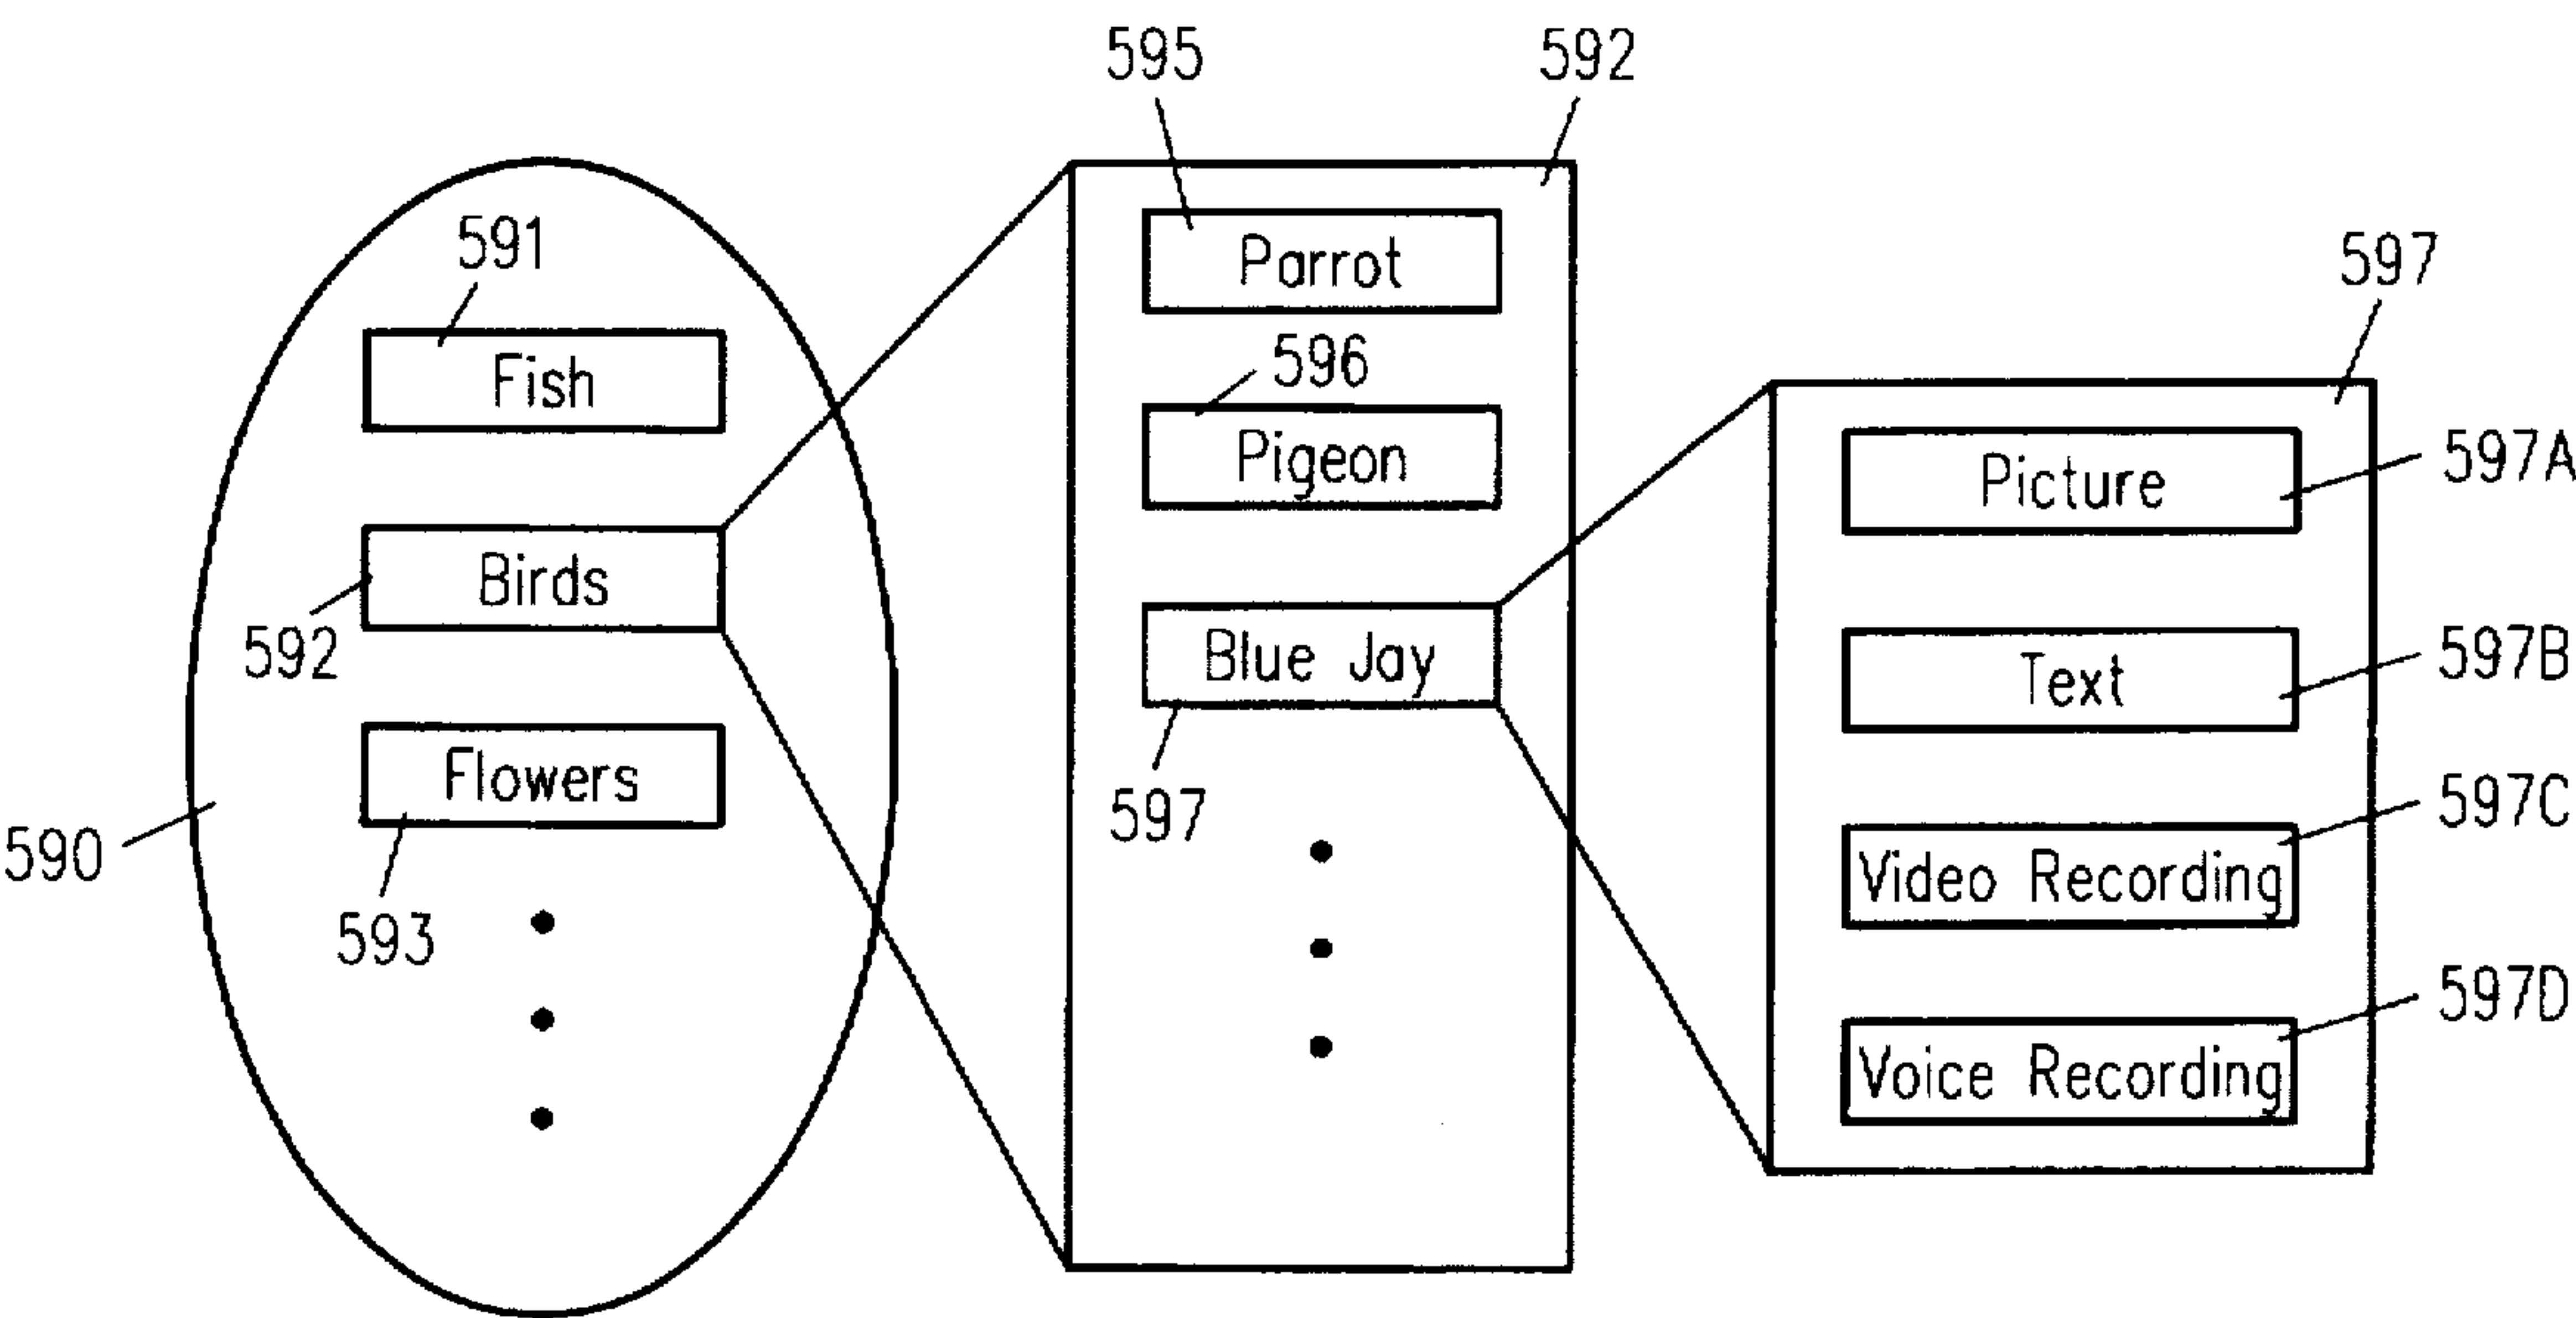 595
592
591
Fish
592
Birds
Flowers
590
593
Parrot
596
Pigeon
Blue Jay
597
597
Picture
597A
Text
597B
Video Recording
597C
Voice Recording
597D